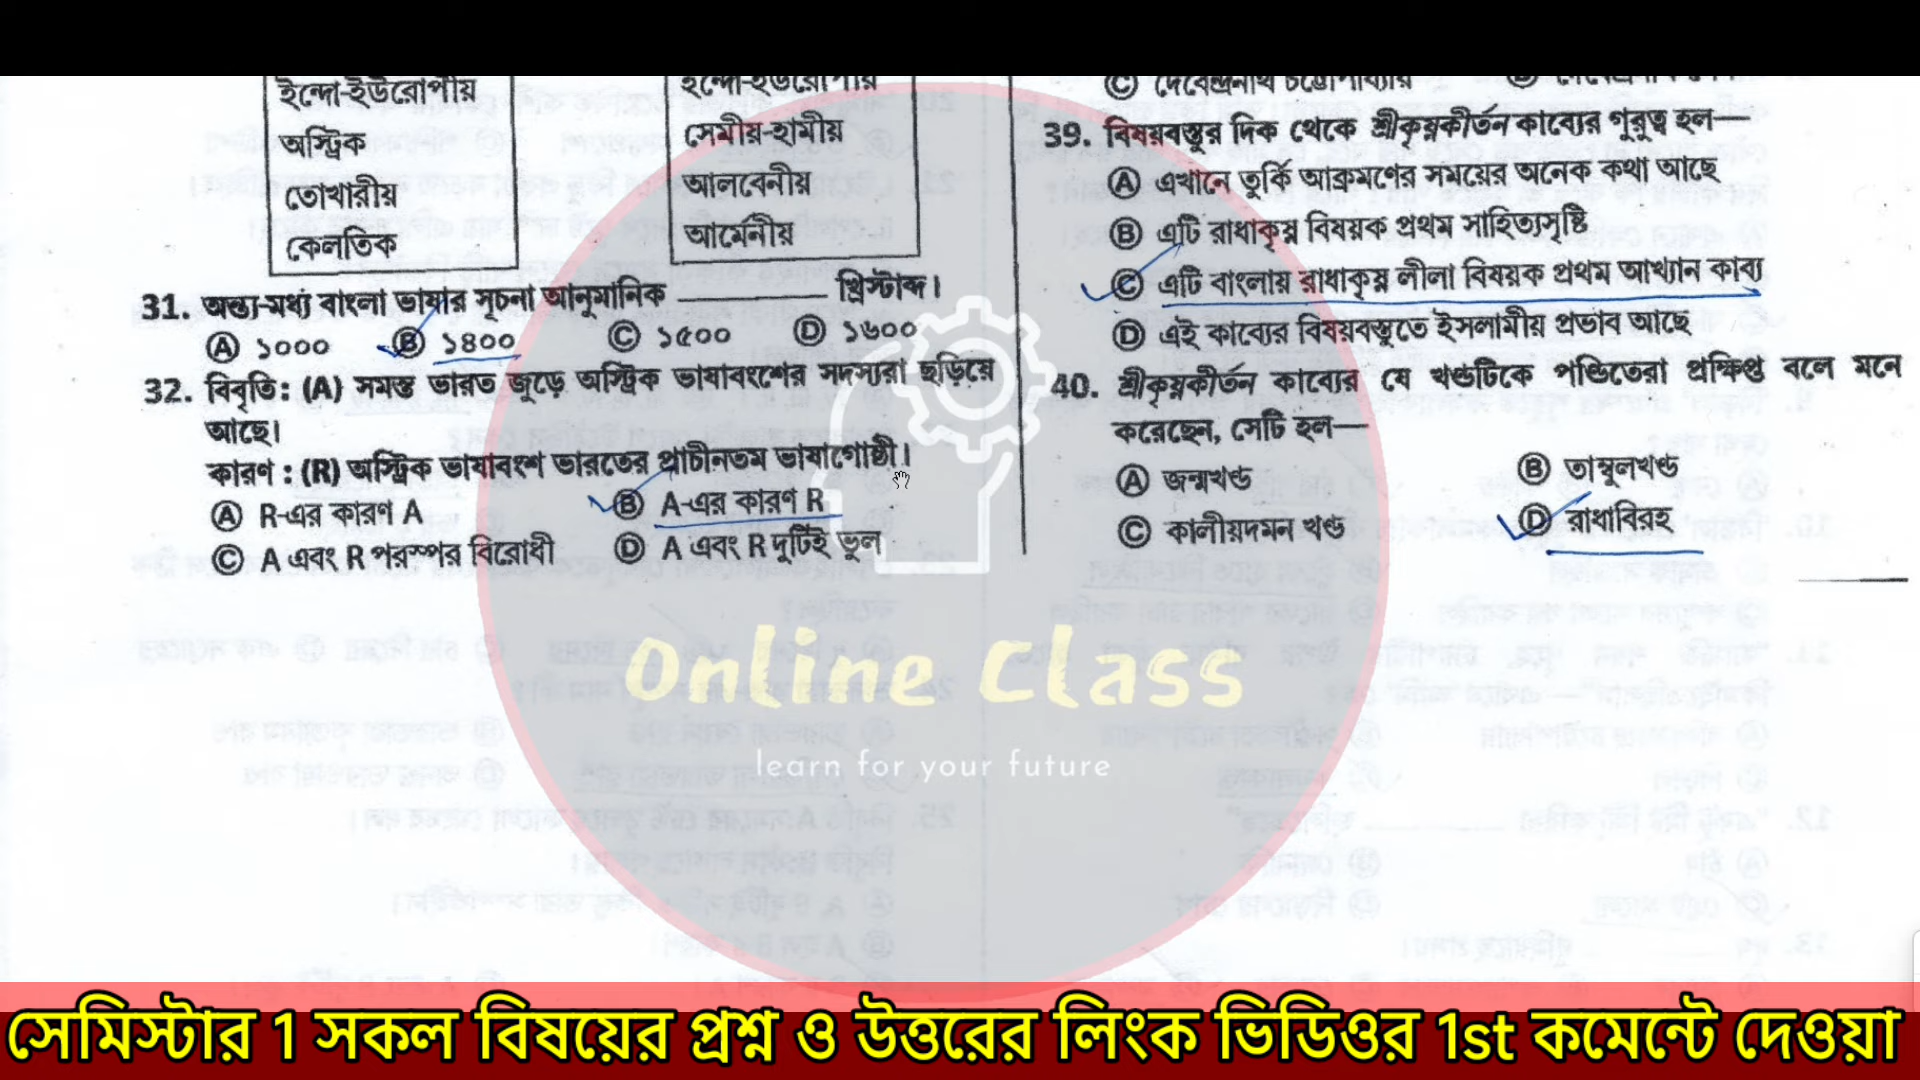 ইন্দো-ইউরোপীয়
অস্ট্রিক
তোখারীয়
কেলতিক
ইন্দো-ইউরোপীয়
সেমীয়-হামীয়
আলবেনীয়
আর্মেনীয়
31. অন্ত্য-মধ্য বাংলা ভাষার সূচনা আনুমানিক ________ খ্রিস্টাব্দ।
Ⓐ ১০০০ Ⓑ ১৪০০ Ⓒ ১৫০০ Ⓓ ১৬০০
32. বিবৃতি: (A) সমস্ত ভারত জুড়ে অস্ট্রিক ভাষাবংশের সদস্যরা ছড়িয়ে
আছে।
কারণ : (R) অস্ট্রিক ভাষাবংশ ভারতের প্রাচীনতম ভাষাগোষ্ঠী।
Ⓐ R-এর কারণ A Ⓑ A-এর কারণ R
Ⓒ A এবং R পরস্পর বিরোধী Ⓓ A এবং R দুটিই ভুল
Ⓒ দেবেন্দ্রনাথ চট্টোপাধ্যায় Ⓓ
39. বিষয়বস্তুর দিক থেকে শ্রীকৃষ্ণকীর্তন কাব্যের গুরুত্ব হল—
Ⓐ এখানে তুর্কি আক্রমণের সময়ের অনেক কথা আছে
Ⓑ এটি রাধাকৃষ্ণ বিষয়ক প্রথম সাহিত্যসৃষ্টি
Ⓒ এটি বাংলায় রাধাকৃষ্ণ লীলা বিষয়ক প্রথম আখ্যান কাব্য
Ⓓ এই কাব্যের বিষয়বস্তুতে ইসলামীয় প্রভাব আছে
40. শ্রীকৃষ্ণকীর্তন কাব্যের যে খণ্ডটিকে পণ্ডিতেরা প্রক্ষিপ্ত বলে মনে
করেছেন, সেটি হল—
Ⓐ জন্মখণ্ড Ⓑ তাম্বুলখণ্ড
Ⓒ কালীয়দমন খণ্ড Ⓓ রাধাবিরহ
Online Class
learn for your future
সেমিস্টার 1 সকল বিষয়ের প্রশ্ন ও উত্তরের লিংক ভিডিওর 1st কমেন্টে দেওয়া